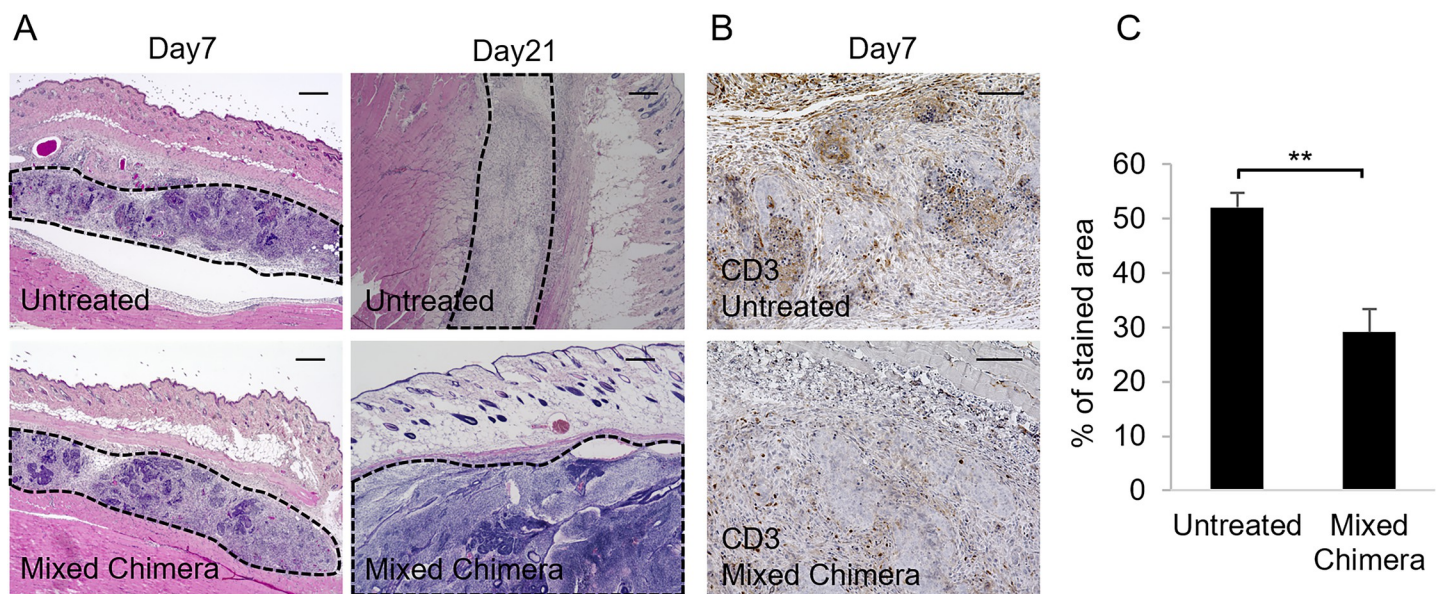 A
Day7
Day21
Untreated
Untreated
Mixed Chimera
Mixed Chimera
B
Day7
CD3
Untreated
CD3
Mixed Chimera
C
% of stained area
60
50
40
30
20
10
0
**
Untreated
Mixed
Chimera